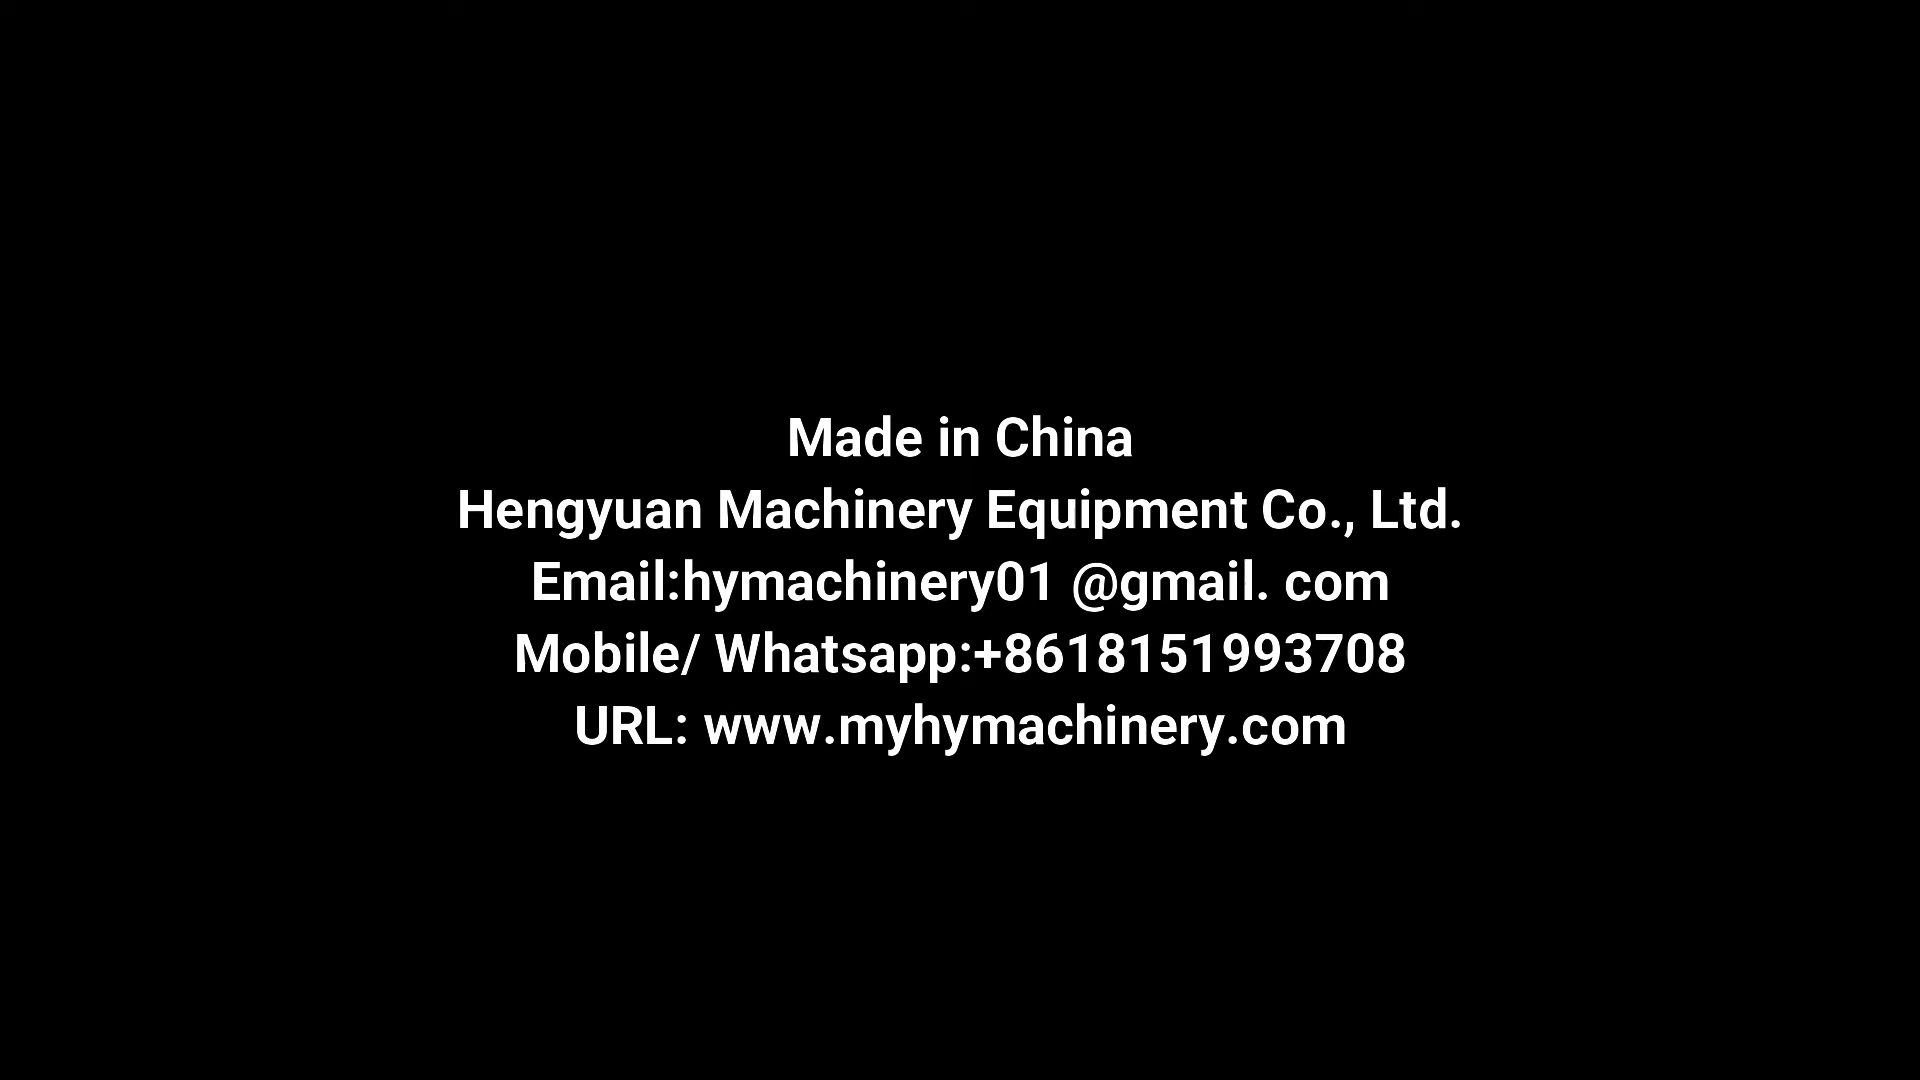 Made in China
Hengyuan Machinery Equipment Co., Ltd.
Email:hymachinery01 @gmail. com
Mobile/ Whatsapp:+8618151993708
URL: www.myhymachinery.com